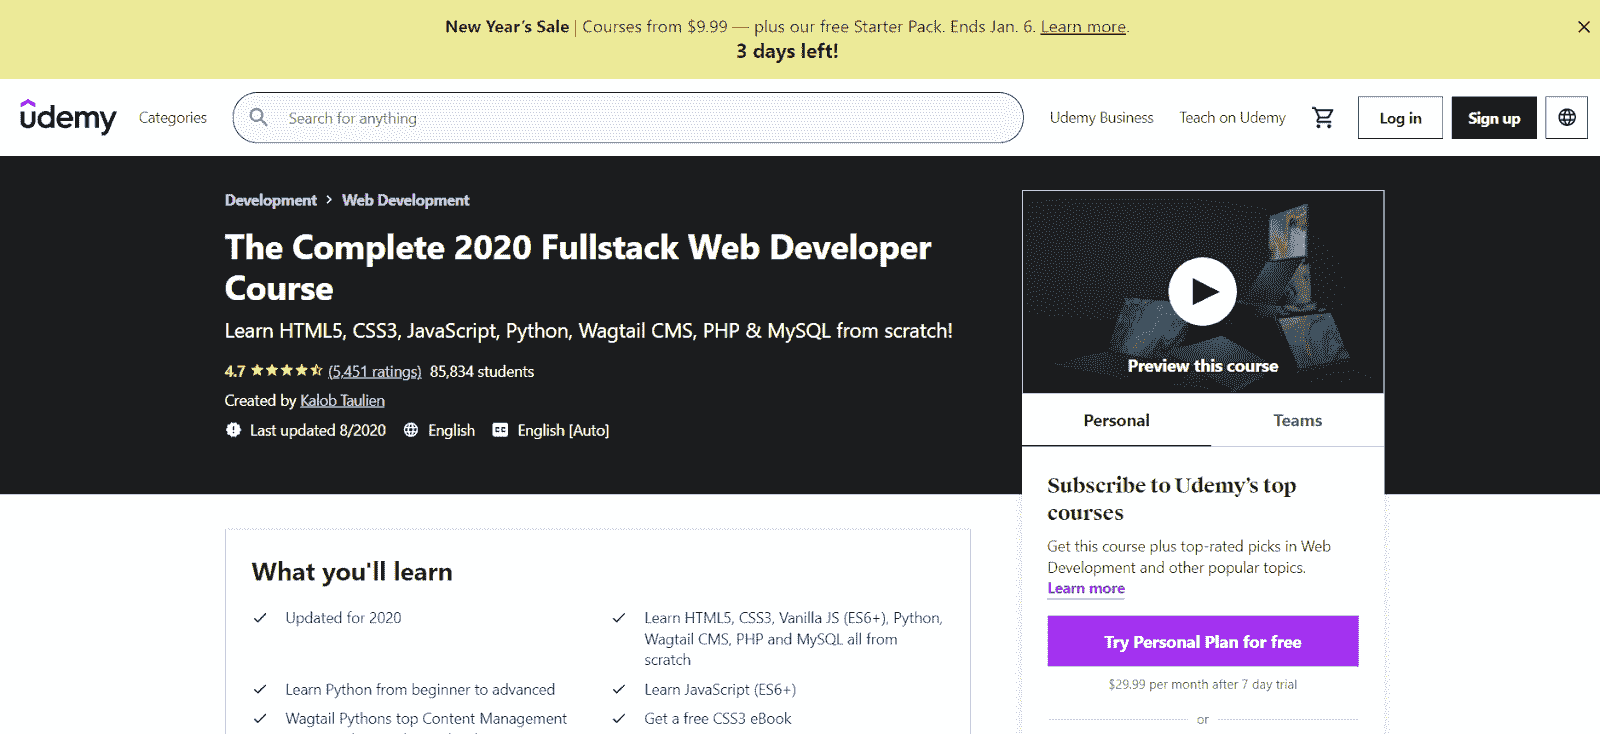 New Year's Sale | Courses from $9.99 — plus our free Starter Pack. Ends Jan. 6. Learn more.
3 days left!
udemy
Categories
Search for anything
Udemy Business
Teach on Udemy
Log in
Sign up
Development > Web Development
The Complete 2020 Fullstack Web Developer
Course
Learn HTML5, CSS3, JavaScript, Python, Wagtail CMS, PHP & MySQL from scratch!
4.7 (5,451 ratings) 85,834 students
Created by Kalob Taulien
Last updated 8/2020 English CC English [Auto]
Preview this course
Personal
Teams
Subscribe to Udemy's top
courses
Get this course plus top-rated picks in Web
Development and other popular topics.
Learn more
Try Personal Plan for free
$29.99 per month after 7 day trial
or
What you'll learn
Updated for 2020
Learn HTML5, CSS3, Vanilla JS (ES6+), Python,
Wagtail CMS, PHP and MySQL all from
scratch
Learn Python from beginner to advanced
Learn JavaScript (ES6+)
Wagtail Pythons top Content Management
Get a free CSS3 eBook